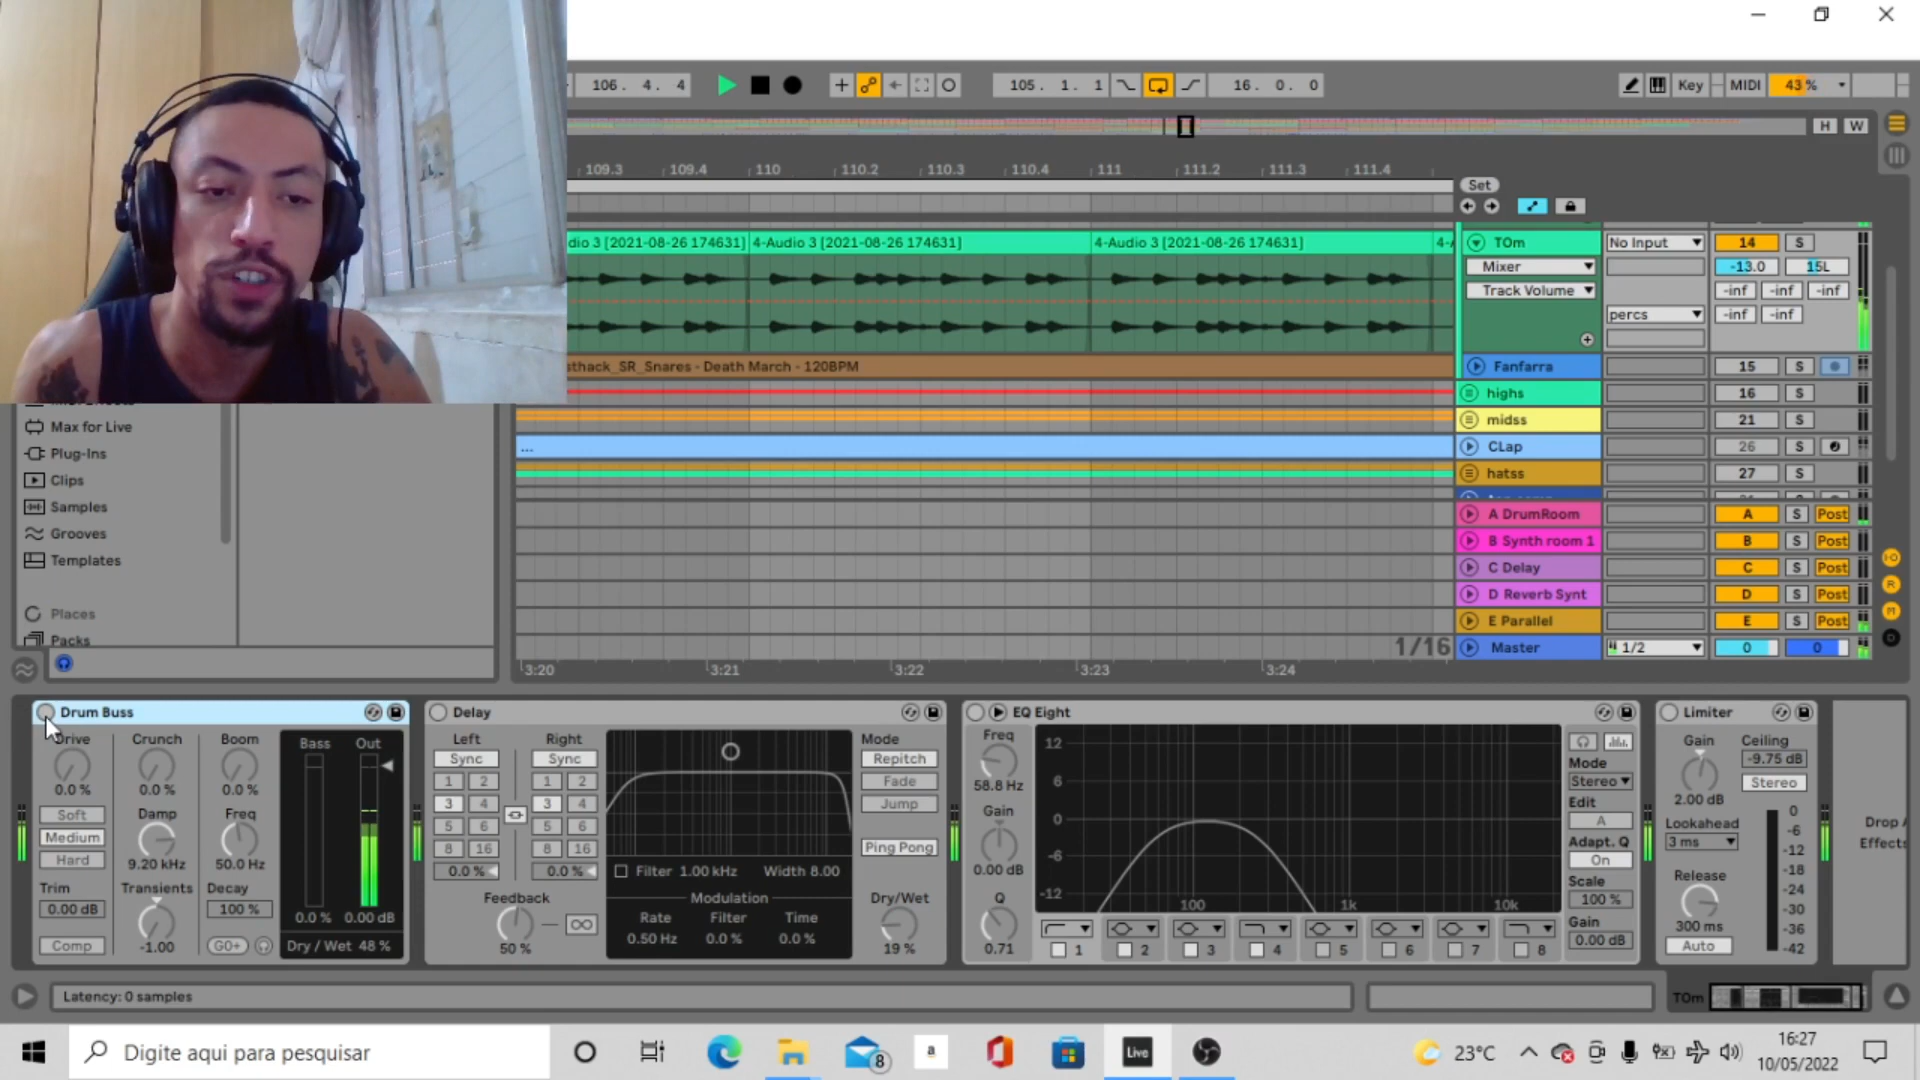 106. 4. 4
105. 1. 1
16. 0. 0
Key
MIDI
43 %
H
W
109.3
109.4
110
110.2
110.3
110.4
111
111.2
111.3
111.4
Set
dio 3 [2021-08-26 174631]
4-Audio 3 [2021-08-26 174631]
4-Audio 3 [2021-08-26 174631]
TOm
No Input
14
S
Mixer
-13.0
15L
Track Volume
-inf
-inf
-inf
percs
-inf
-inf
thack_SR_Snares - Death March - 120BPM
Fanfarra
15
S
highs
16
S
midss
21
S
...
CLap
26
S
hatss
27
S
A DrumRoom
A
S
Post
B Synth room 1
B
S
Post
C Delay
C
S
Post
D Reverb Synt
D
S
Post
E Parallel
E
S
Post
1/16
Master
1/2
0
0
3:20
3:21
3:22
3:23
3:24
Max for Live
Plug-Ins
Clips
Samples
Grooves
Templates
Places
Packs
Drum Buss
Drive
Crunch
Boom
Bass
Out
0.0 %
0.0 %
0.0 %
Soft
Damp
Freq
Medium
Hard
9.20 kHz
50.0 Hz
Trim
Transients
Decay
0.00 dB
100 %
0.0 %
0.00 dB
Comp
-1.00
GO+
Dry / Wet 48 %
Delay
Left
Right
Mode
Sync
Sync
Repitch
1
2
1
2
Fade
3
4
3
4
Jump
5
6
5
6
8
16
8
16
Ping Pong
0.0 %
0.0 %
Filter 1.00 kHz
Width 8.00
Feedback
Modulation
Dry/Wet
Rate
Filter
Time
50 %
0.50 Hz
0.0 %
0.0 %
19 %
EQ Eight
Freq
58.8 Hz
Gain
0.00 dB
Q
0.71
12
6
0
-6
-12
100
1k
10k
1
2
3
4
5
6
7
8
Mode
Stereo
Edit
A
Adapt. Q
On
Scale
100 %
Gain
0.00 dB
Limiter
Gain
Ceiling
-9.75 dB
Stereo
2.00 dB
Lookahead
3 ms
Release
300 ms
Auto
0
-6
-12
-18
-24
-30
-36
-42
Drop
Effects
Latency: 0 samples
TOm
Digite aqui para pesquisar
8
a
Live
23°C
16:27
10/05/2022